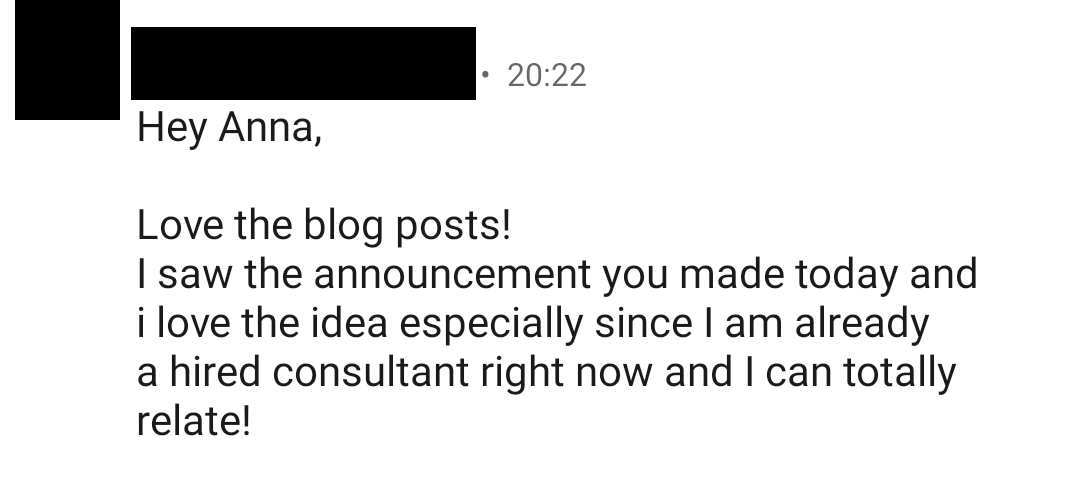 • 20:22
Hey Anna,
Love the blog posts!
I saw the announcement you made today and
i love the idea especially since I am already
a hired consultant right now and I can totally
relate!